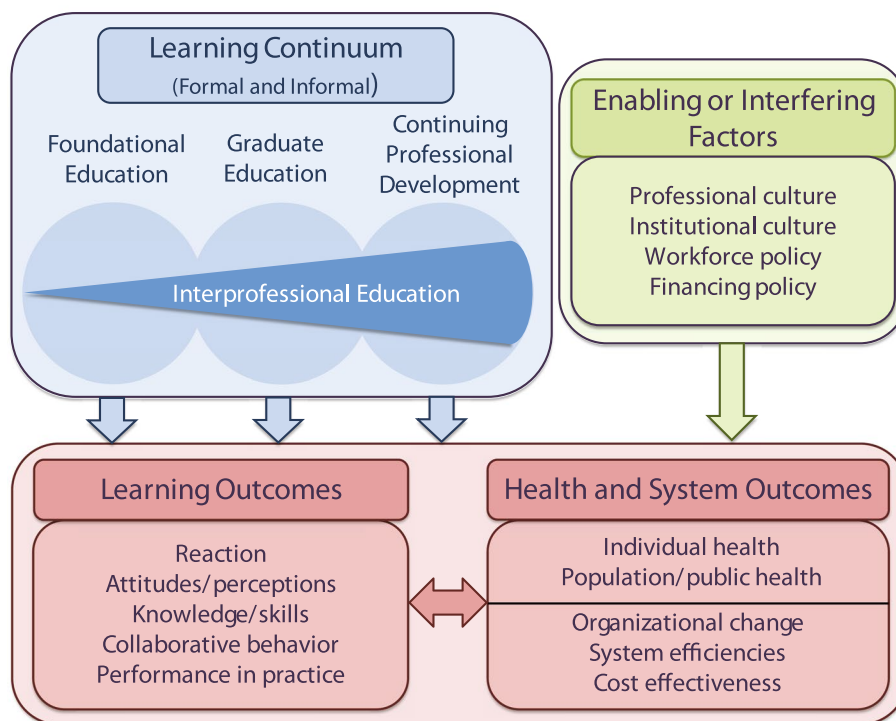 Learning Continuum
(Formal and Informal)
Foundational
Education
Graduate
Education
Continuing
Professional
Development
Interprofessional Education
Enabling or Interfering
Factors
Professional culture
Institutional culture
Workforce policy
Financing policy
Learning Outcomes
Reaction
Attitudes/perceptions
Knowledge/skills
Collaborative behavior
Performance in practice
Health and System Outcomes
Individual health
Population/public health
Organizational change
System efficiencies
Cost effectiveness